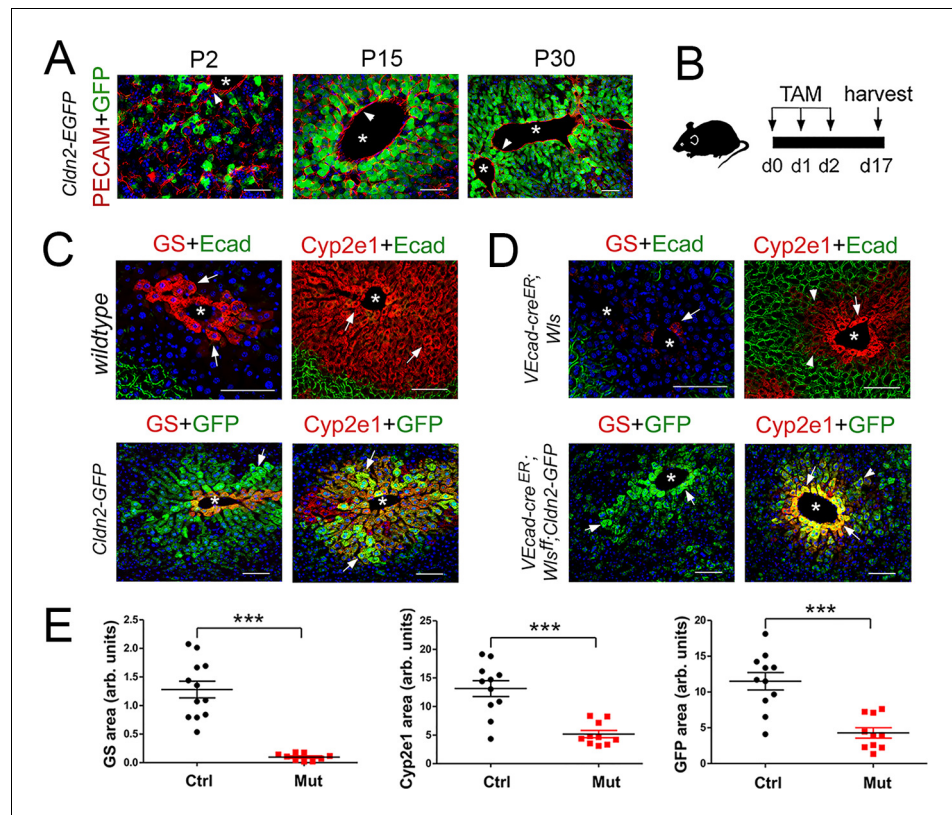 A
P2 P15 P30
Cldn2-EGFP
PECAM+GFP
* * * *
B
TAM harvest
d0 d1 d2 d17
C
GS+Ecad Cyp2e1+Ecad
wildtype
* *
GS+GFP Cyp2e1+GFP
Cldn2-GFP
* *
D
GS+Ecad Cyp2e1+Ecad
VEcad-creER;
Wls
* * *
GS+GFP Cyp2e1+GFP
VEcad-cre ER;
Wlsff;Cldn2-GFP
* *
E
***
GS area (arb. units)
2.5
2.0
1.5
1.0
0.5
0.0
Ctrl Mut
***
Cyp2e1 area (arb. units)
25
20
15
10
5
0
Ctrl Mut
***
GFP area (arb. units)
20
15
10
5
0
Ctrl Mut